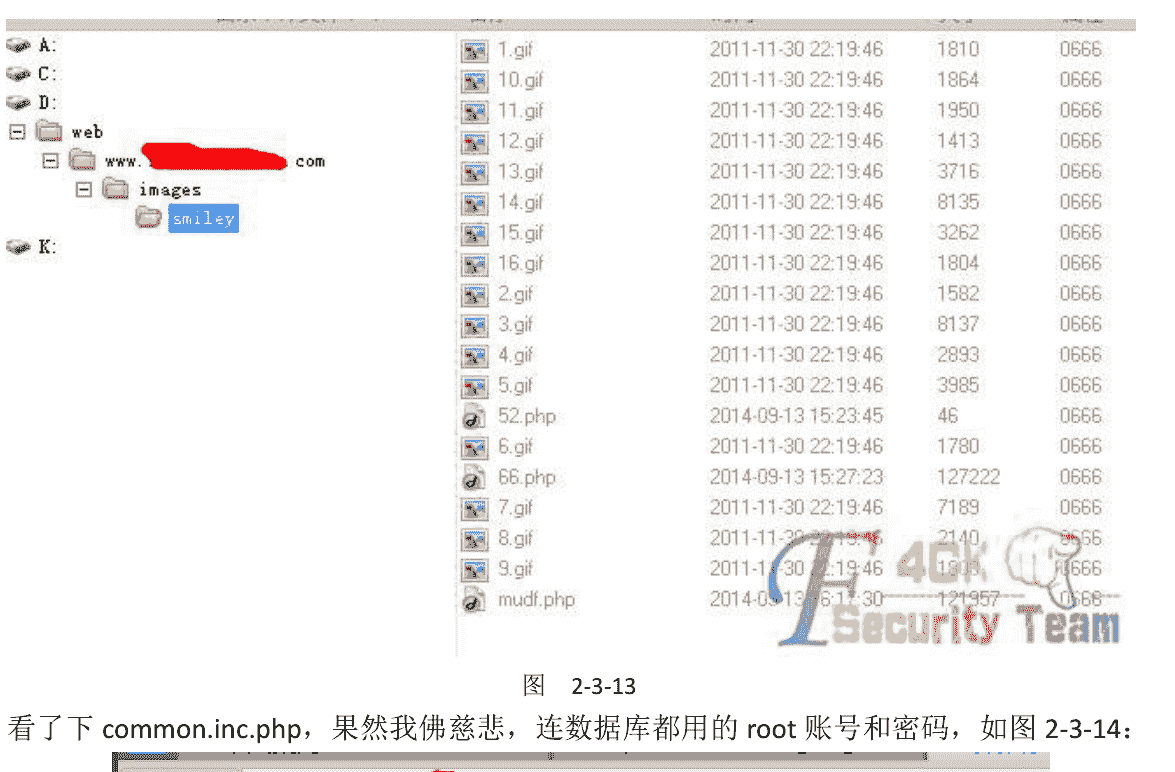 A:
C:
D:
web
www.
.com
images
smiley
K:
1.gif 2011-11-30 22:19:46 1810 0666
10.gif 2011-11-30 22:19:46 1864 0666
11.gif 2011-11-30 22:19:46 1950 0666
12.gif 2011-11-30 22:19:46 1413 0666
13.gif 2011-11-30 22:19:46 3716 0666
14.gif 2011-11-30 22:19:46 8135 0666
15.gif 2011-11-30 22:19:46 3262 0666
16.gif 2011-11-30 22:19:46 1804 0666
2.gif 2011-11-30 22:19:46 1582 0666
3.gif 2011-11-30 22:19:46 8137 0666
4.gif 2011-11-30 22:19:46 2893 0666
5.gif 2011-11-30 22:19:46 3985 0666
52.php 2014-09-13 15:23:45 46 0666
6.gif 2011-11-30 22:19:46 1780 0666
66.php 2014-09-13 15:27:23 127222 0666
7.gif 2011-11-30 22:19:46 7189 0666
8.gif 2140
9.gif
mudf.php 121957
F4CK
Security Team
图 2-3-13
看了下 common.inc.php，果然我佛慈悲，连数据库都用的 root 账号和密码，如图 2-3-14：